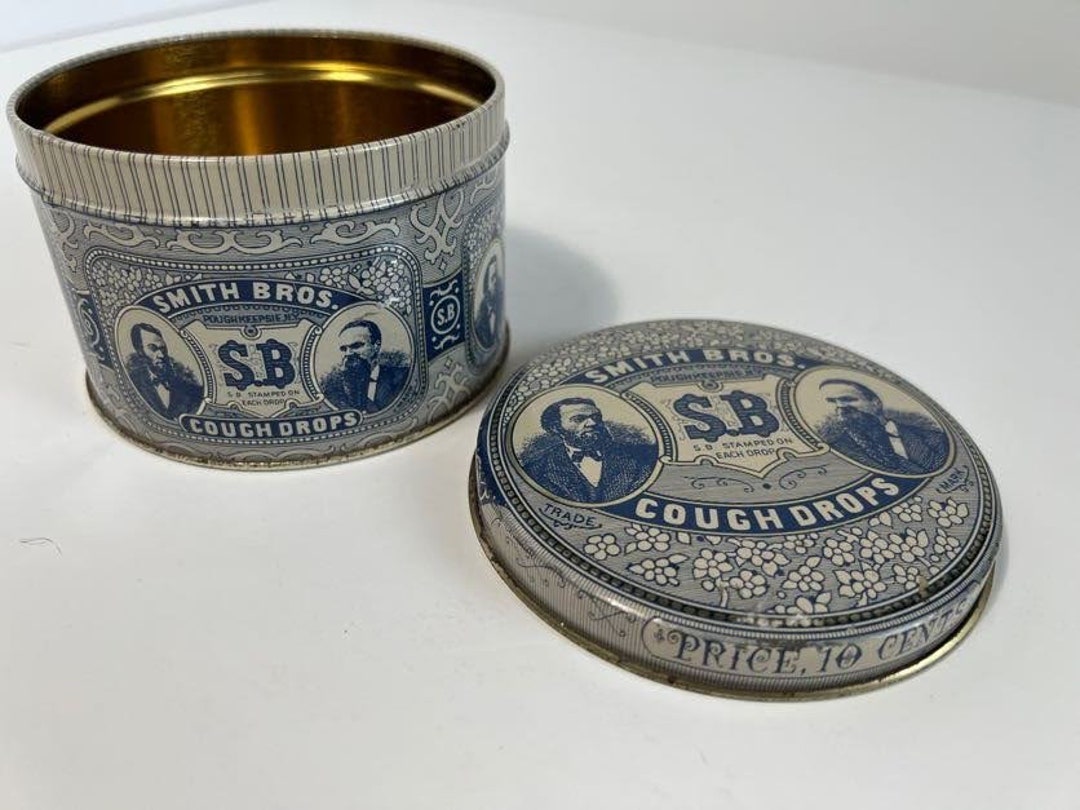 SMITH BROS.
POUGHKEEPSIE, N.Y.
S.B
S.B. STAMPED ON
EACH DROP
COUGH DROPS
S.B
SMITH BROS.
POUGHKEEPSIE, N.Y.
S.B
S.B. STAMPED ON
EACH DROP
TRADE
MARK
COUGH DROPS
PRICE, 10 CENTS